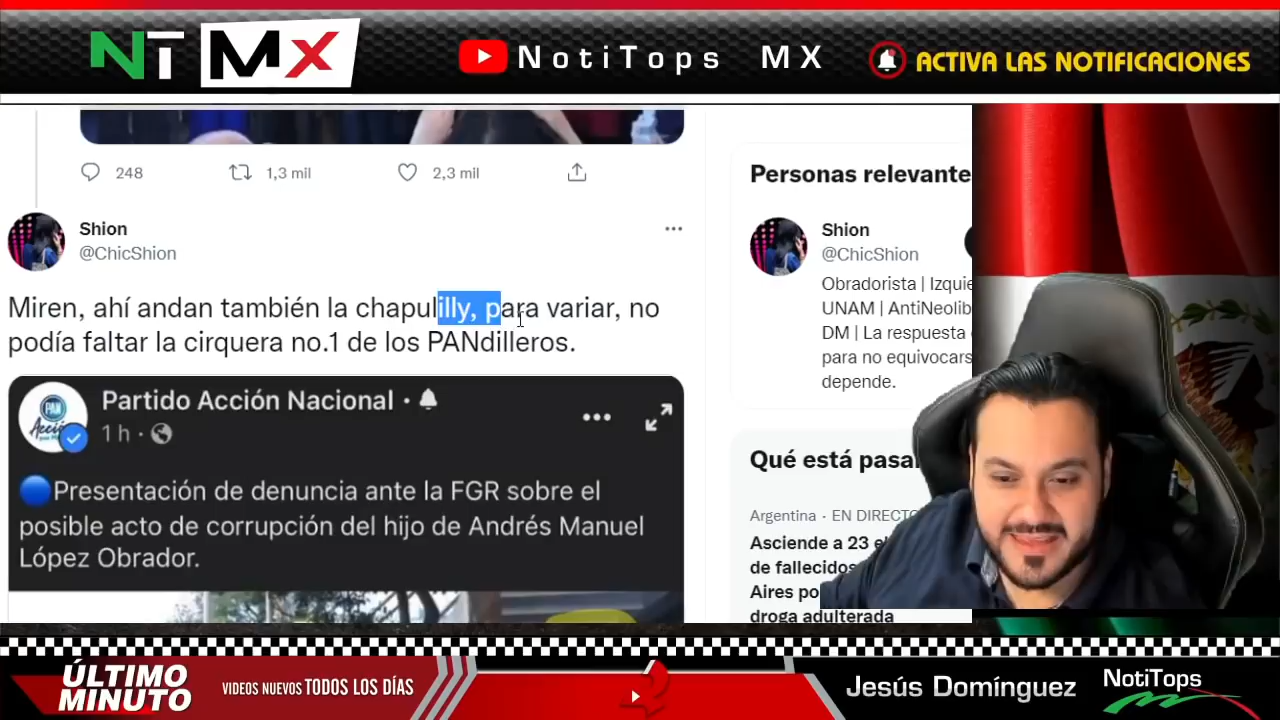 NT MX
NotiTops MX
ACTIVA LAS NOTIFICACIONES
248
1,3 mil
2,3 mil
Shion
@ChicShion
Miren, ahí andan también la chapulilly, para variar, no
podía faltar la cirquera no.1 de los PANdilleros.
PAN
Partido Acción Nacional
1 h
Presentación de denuncia ante la FGR sobre el
posible acto de corrupción del hijo de Andrés Manuel
López Obrador.
Personas relevante
Shion
@ChicShion
Obradorista | Izquie
UNAM | AntiNeolib
DM | La respuesta
para no equivocars
depende.
Qué está pasa
Argentina · EN DIRECTO
Asciende a 23 el
de fallecidos
Aires po
droga adulterada
ÚLTIMO
MINUTO
VIDEOS NUEVOS TODOS LOS DÍAS
Jesús Domínguez
NotiTops